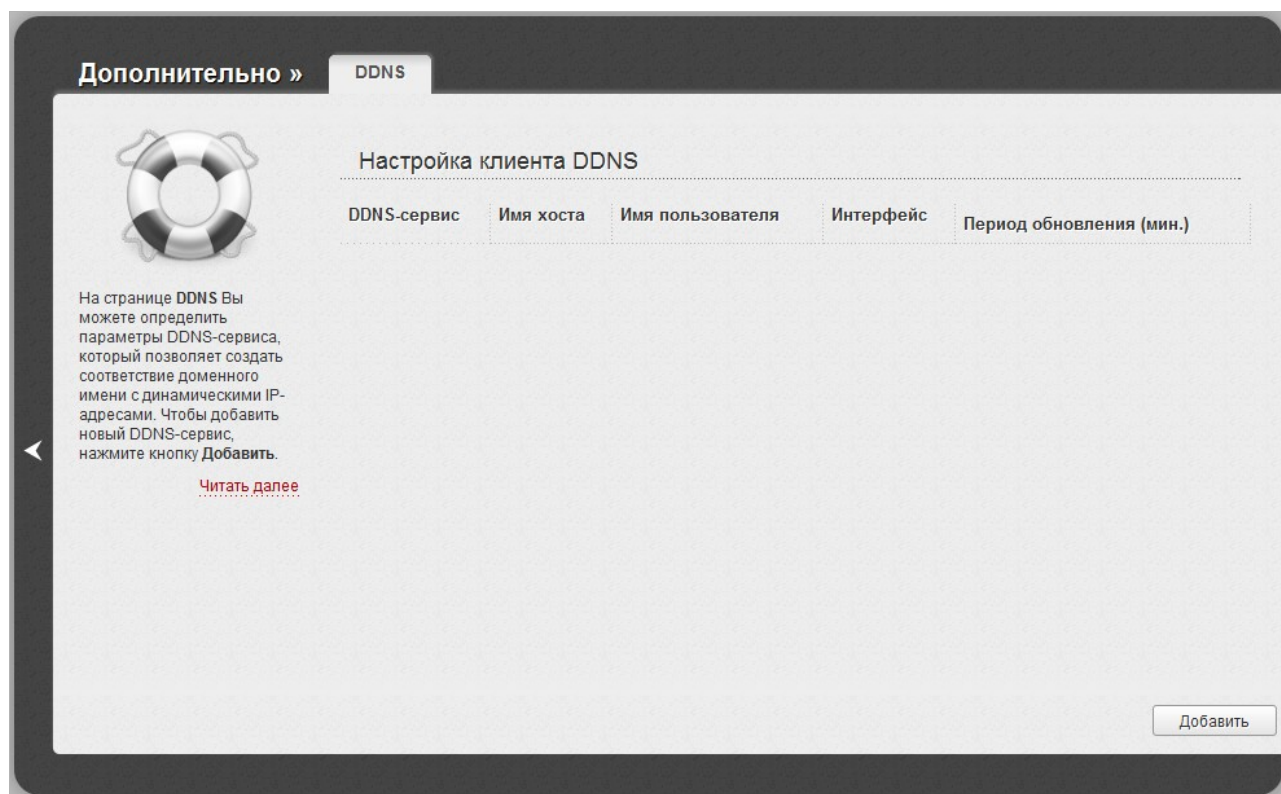 Дополнительно »
DDNS
Настройка клиента DDNS
DDNS-сервис Имя хоста Имя пользователя Интерфейс Период обновления (мин.)
На странице DDNS Вы
можете определить
параметры DDNS-сервиса,
который позволяет создать
соответствие доменного
имени с динамическими IP-
адресами. Чтобы добавить
новый DDNS-сервис,
нажмите кнопку Добавить.
Читать далее
Добавить